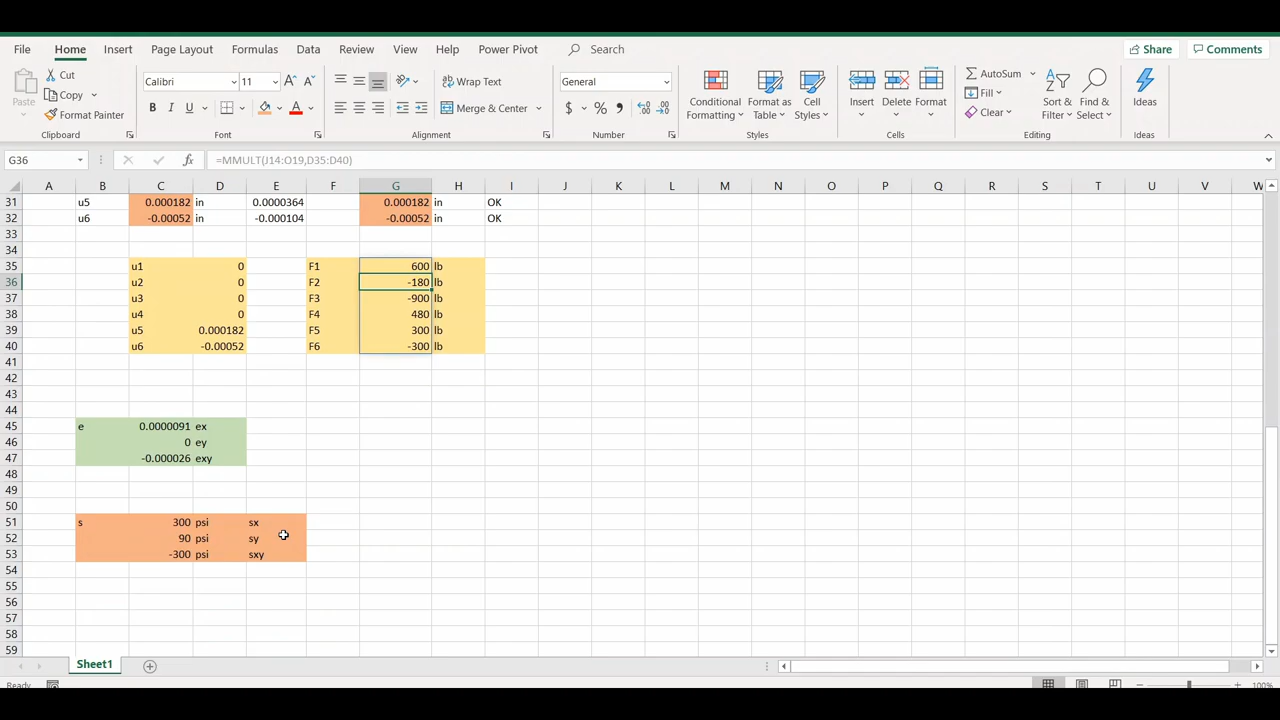 File Home Insert Page Layout Formulas Data Review View Help Power Pivot Search Share Comments
Paste Cut Copy Format Painter Clipboard
Calibri 11 B I U A Font
Wrap Text Merge & Center Alignment
General $ % Number
Conditional Formatting Format as Table Cell Styles Styles
Insert Delete Format Cells
AutoSum Fill Clear Sort & Filter Find & Select Editing
Ideas Ideas
G36 fx =MMULT(J14:O19,D35:D40)
A B C D E F G H I J K L M N O P Q R S T U V W
31 u5 0.000182 in 0.0000364 0.000182 in OK
32 u6 -0.00052 in -0.000104 -0.00052 in OK
33
34
35 u1 0 F1 600 lb
36 u2 0 F2 -180 lb
37 u3 0 F3 -900 lb
38 u4 0 F4 480 lb
39 u5 0.000182 F5 300 lb
40 u6 -0.00052 F6 -300 lb
41
42
43
44
45 e 0.0000091 ex
46 0 ey
47 -0.000026 exy
48
49
50
51 s 300 psi sx
52 90 psi sy
53 -300 psi sxy
54
55
56
57
58
59
Sheet1
Ready 100%